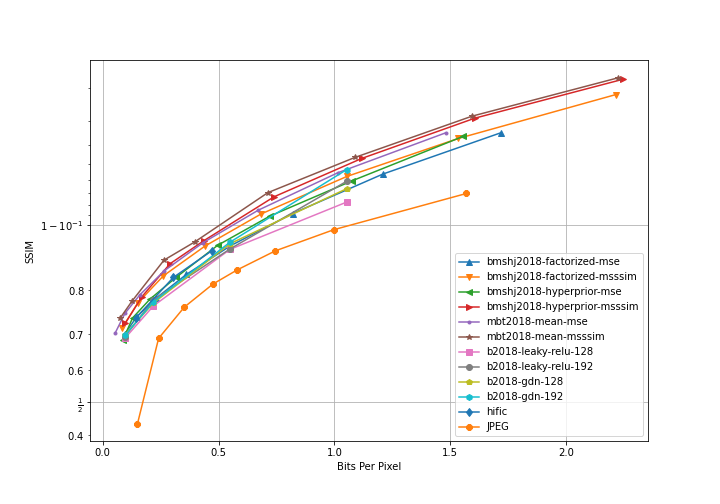 SSIM
1 − 10⁻¹
0.8
0.7
0.6
1/2
0.4
0.0 0.5 1.0 1.5 2.0
Bits Per Pixel
bmshj2018-factorized-mse
bmshj2018-factorized-msssim
bmshj2018-hyperprior-mse
bmshj2018-hyperprior-msssim
mbt2018-mean-mse
mbt2018-mean-msssim
b2018-leaky-relu-128
b2018-leaky-relu-192
b2018-gdn-128
b2018-gdn-192
hific
JPEG